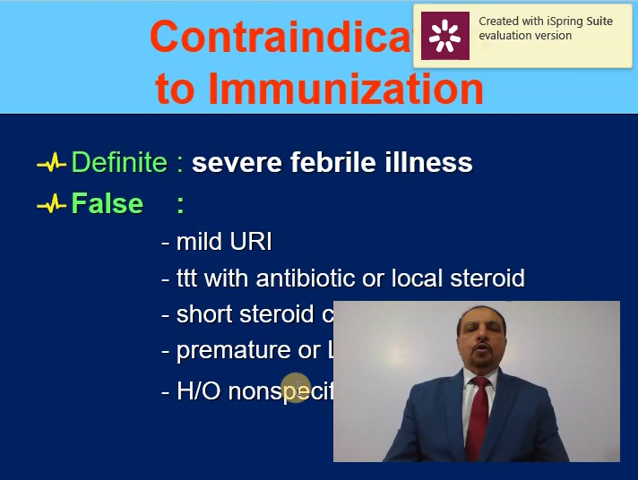 Contraindica
to Immunization
Created with iSpring Suite
evaluation version
Definite : severe febrile illness
False :
- mild URI
- ttt with antibiotic or local steroid
- short steroid
- premature or
- H/O